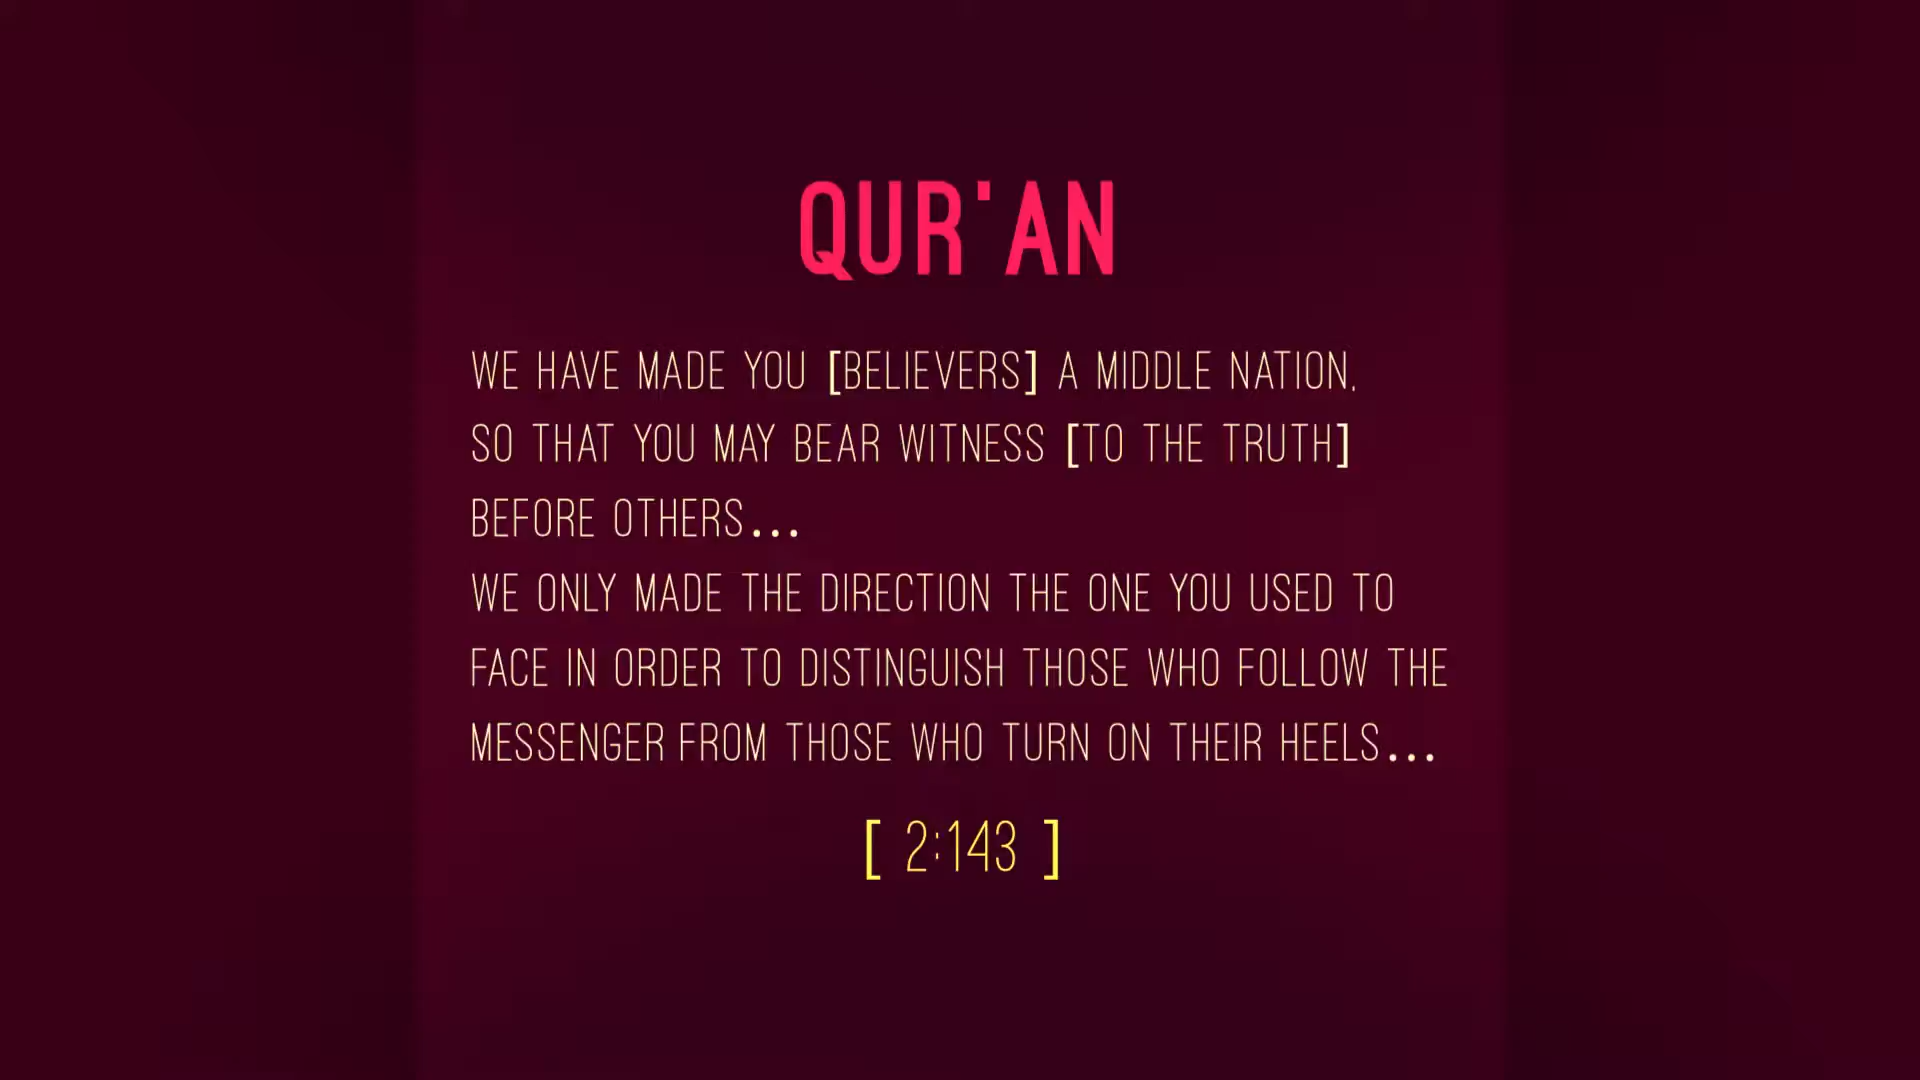 QUR'AN
WE HAVE MADE YOU [BELIEVERS] A MIDDLE NATION,
SO THAT YOU MAY BEAR WITNESS [TO THE TRUTH]
BEFORE OTHERS...
WE ONLY MADE THE DIRECTION THE ONE YOU USED TO
FACE IN ORDER TO DISTINGUISH THOSE WHO FOLLOW THE
MESSENGER FROM THOSE WHO TURN ON THEIR HEELS...
[ 2:143 ]